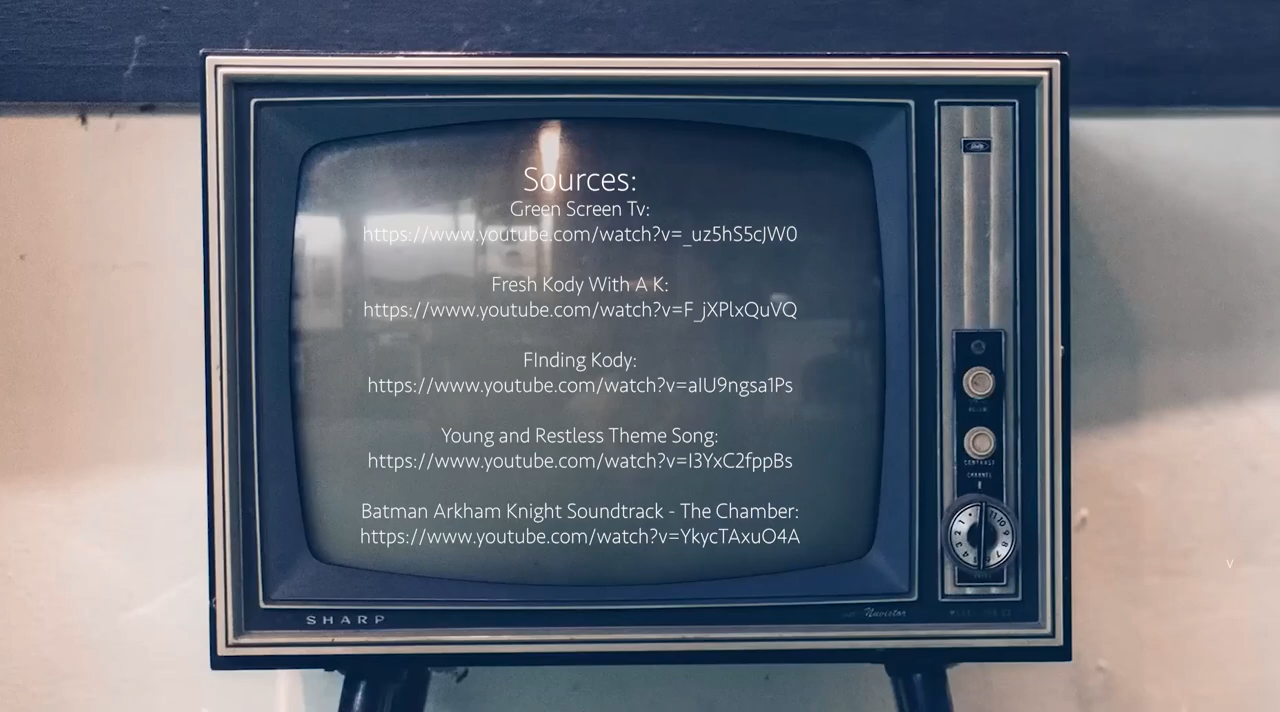 Sources:
Green Screen Tv:
https://www.youtube.com/watch?v=_uz5hS5cJW0
Fresh Kody With A K:
https://www.youtube.com/watch?v=F_jXPlxQuVQ
FInding Kody:
https://www.youtube.com/watch?v=aIU9ngsa1Ps
Young and Restless Theme Song:
https://www.youtube.com/watch?v=I3YxC2fppBs
Batman Arkham Knight Soundtrack - The Chamber:
https://www.youtube.com/watch?v=YkycTAxuO4A
CONTRAST
CHANNEL
v
SHARP